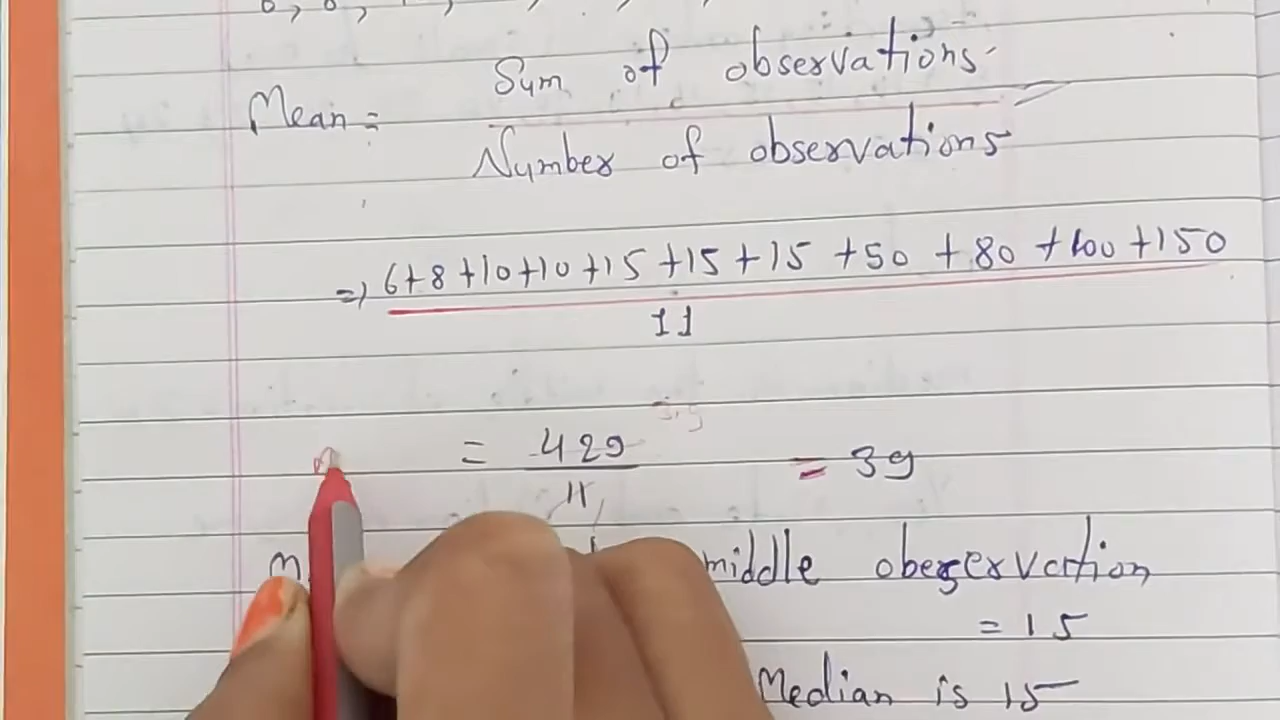 Sum of observations
Mean =
Number of observations
=) 6+8+10+10+15+15+15+50+80+100+150
11
= 429 = 39
11
middle obersexvation
= 15
Median is 15